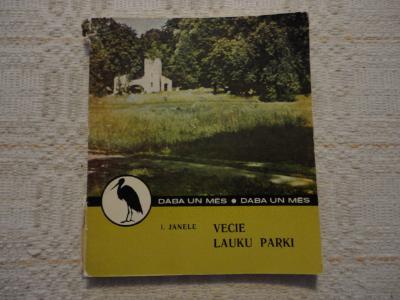 DABA UN MĒS ● DABA UN MĒS
I. JANELE
VECIE
LAUKU PARKI